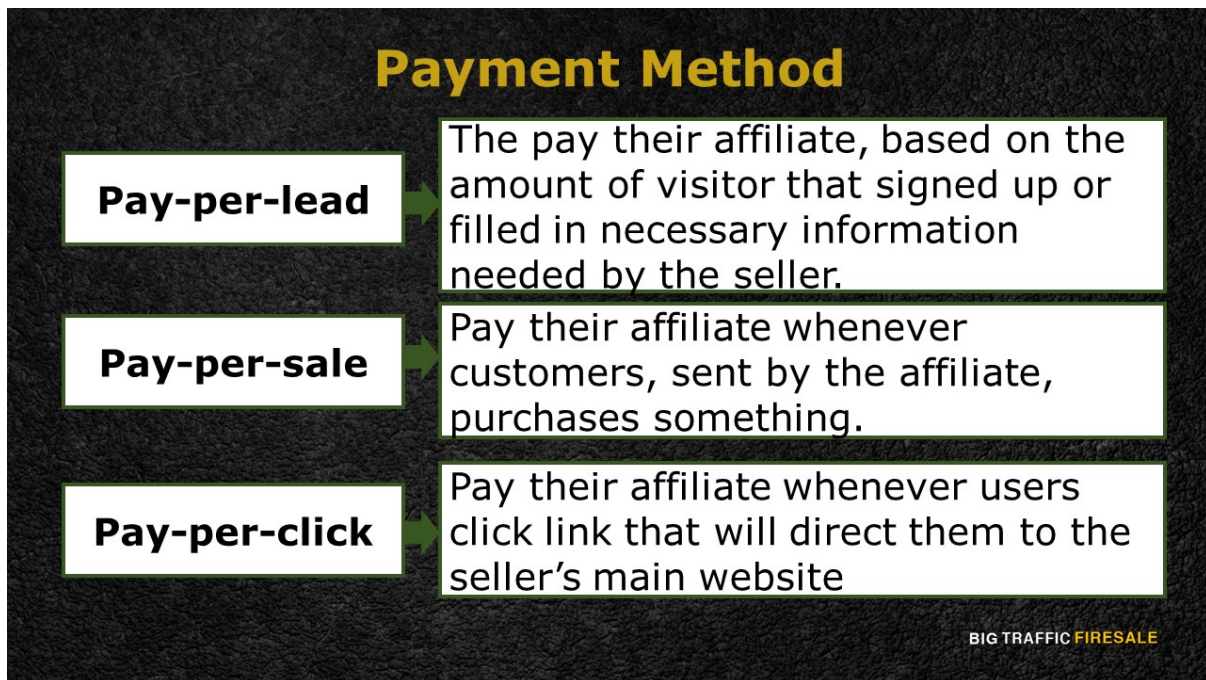 Payment Method
Pay-per-lead
The pay their affiliate, based on the
amount of visitor that signed up or
filled in necessary information
needed by the seller.
Pay-per-sale
Pay their affiliate whenever
customers, sent by the affiliate,
purchases something.
Pay-per-click
Pay their affiliate whenever users
click link that will direct them to the
seller’s main website
BIG TRAFFIC FIRESALE